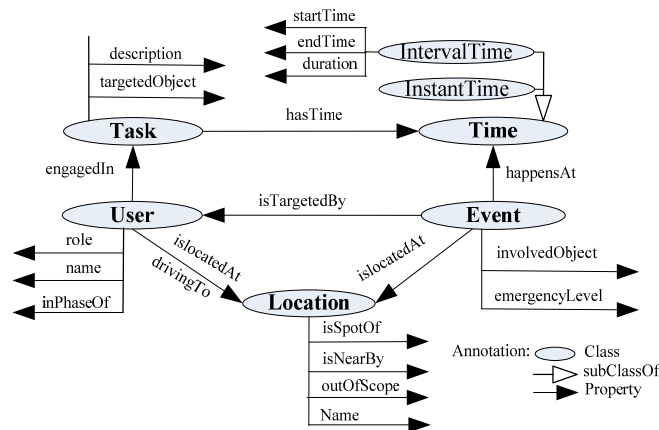 startTime
endTime
duration
IntervalTime
InstantTime
description
targetedObject
Task
hasTime
Time
engagedIn
happensAt
User
isTargetedBy
Event
role
name
inPhaseOf
islocatedAt
drivingTo
islocatedAt
involvedObject
emergencyLevel
Location
isSpotOf
isNearBy
outOfScope
Name
Annotation: Class
subClassOf
Property